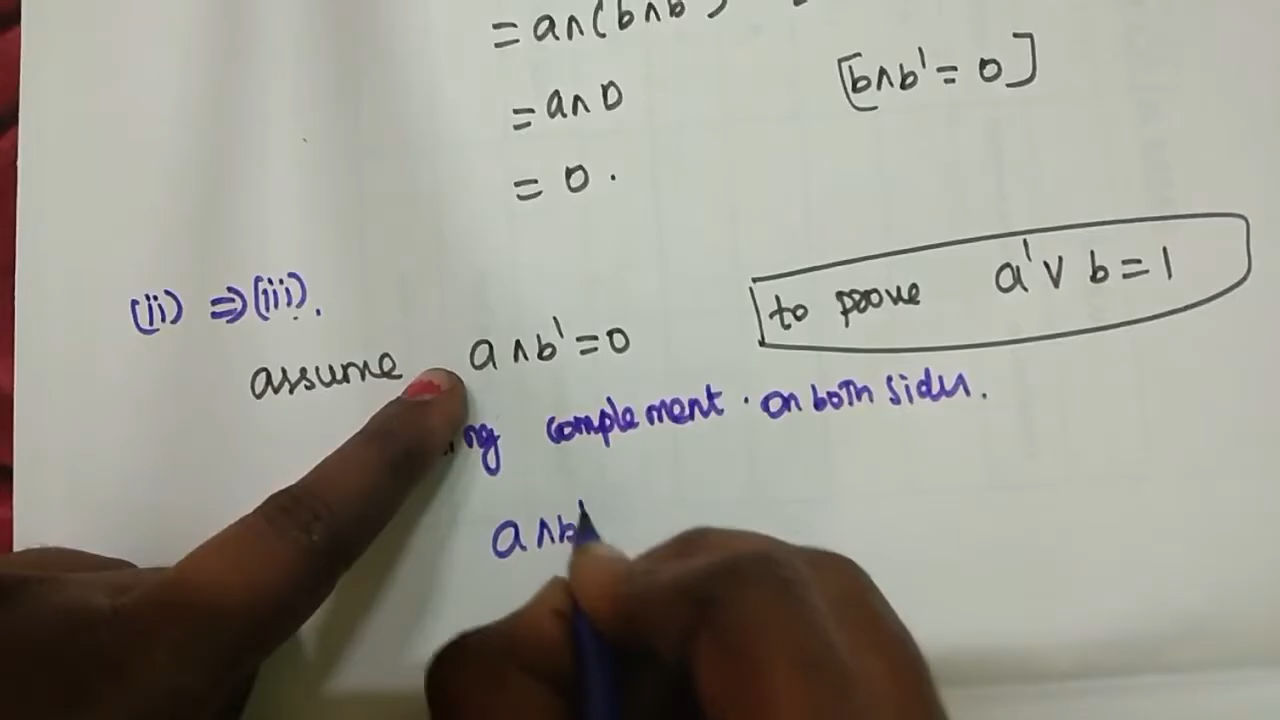 = a∧(b∧b')
[b∧b' = 0]
= a∧0
= 0.
(ii) ⇒ (iii).
to prove a'∨ b = 1
assume a∧b' = 0
complement. on both sides.
a∧b'